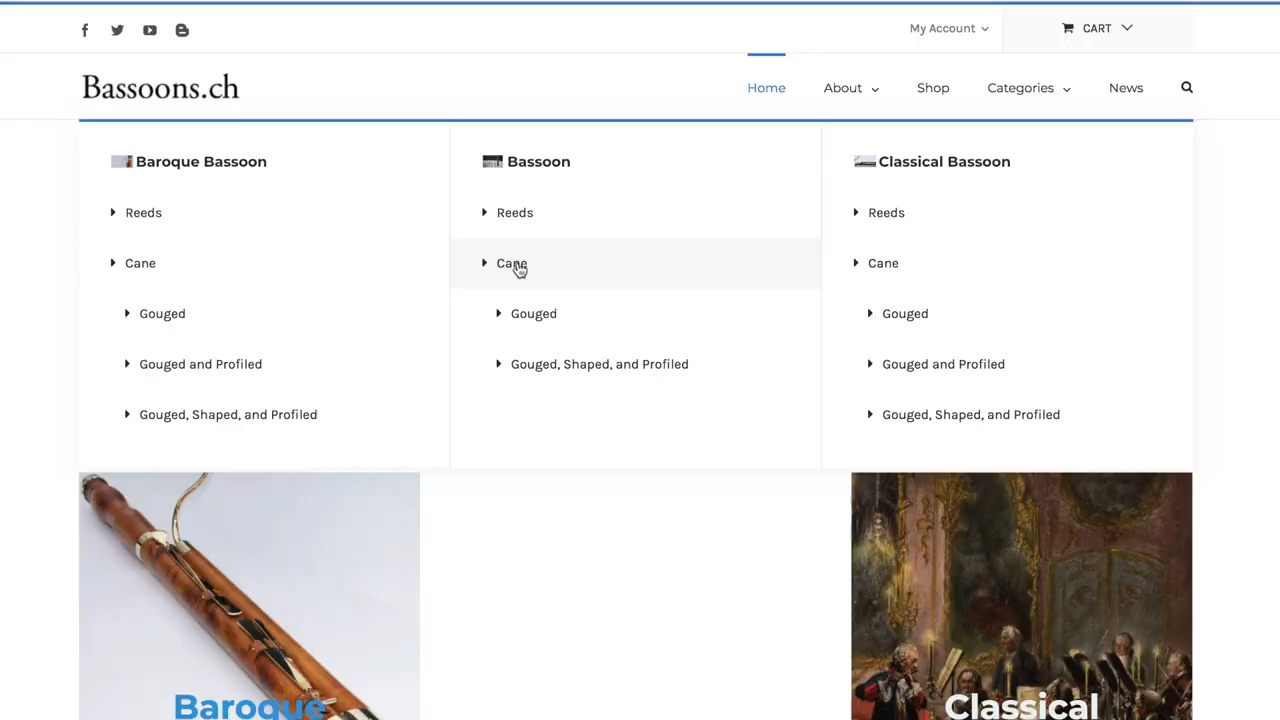 My Account
CART
Bassoons.ch
Home About Shop Categories News
Baroque Bassoon
Reeds
Cane
Gouged
Gouged and Profiled
Gouged, Shaped, and Profiled
Bassoon
Reeds
Cane
Gouged
Gouged, Shaped, and Profiled
Classical Bassoon
Reeds
Cane
Gouged
Gouged and Profiled
Gouged, Shaped, and Profiled
Baroque
Classical